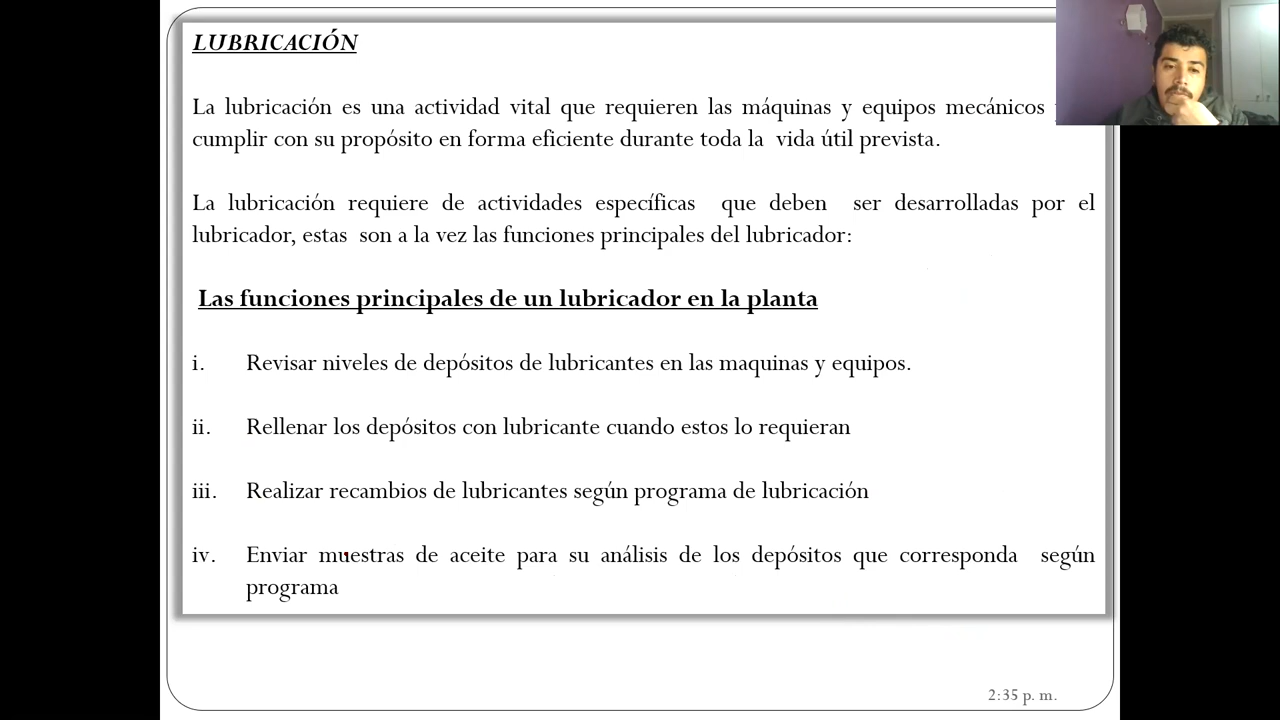 LUBRICACIÓN
La lubricación es una actividad vital que requieren las máquinas y equipos mecánicos
cumplir con su propósito en forma eficiente durante toda la vida útil prevista.
La lubricación requiere de actividades específicas que deben ser desarrolladas por el
lubricador, estas son a la vez las funciones principales del lubricador:
Las funciones principales de un lubricador en la planta
i. Revisar niveles de depósitos de lubricantes en las maquinas y equipos.
ii. Rellenar los depósitos con lubricante cuando estos lo requieran
iii. Realizar recambios de lubricantes según programa de lubricación
iv. Enviar muestras de aceite para su análisis de los depósitos que corresponda según
programa
2:35 p. m.